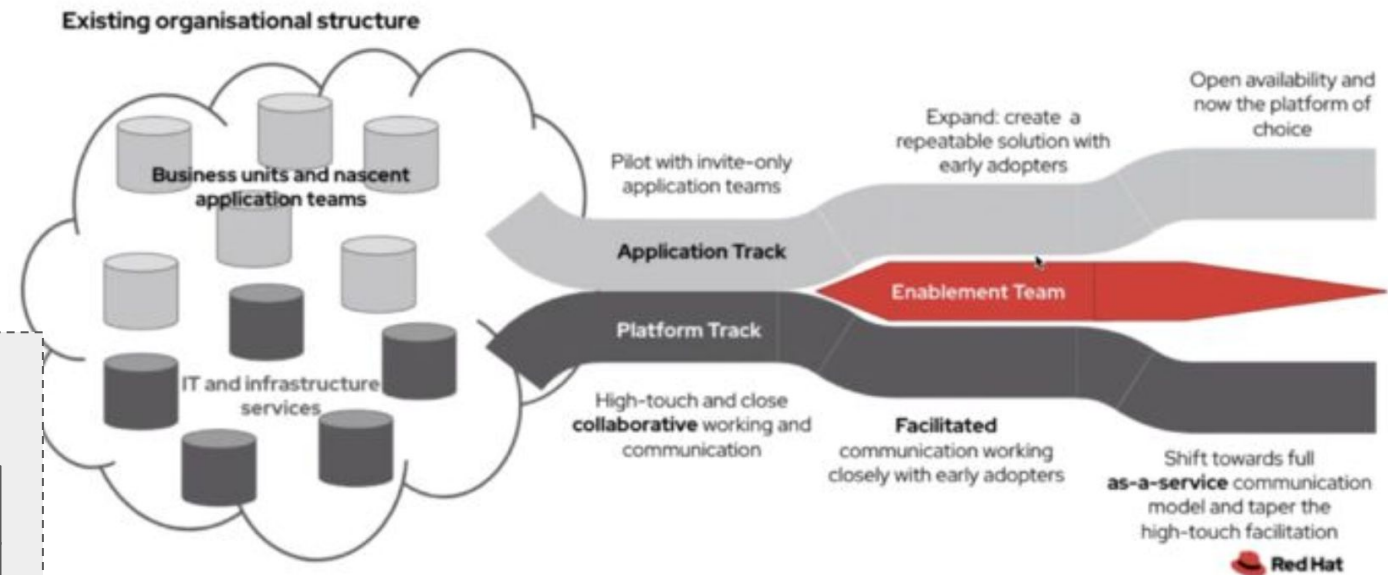 Existing organisational structure
Business units and nascent
application teams
IT and infrastructure
services
Pilot with invite-only
application teams
Application Track
Platform Track
High-touch and close
collaborative working and
communication
Expand: create a
repeatable solution with
early adopters
Enablement Team
Facilitated
communication working
closely with early adopters
Open availability and
now the platform of
choice
Shift towards full
as-a-service communication
model and taper the
high-touch facilitation
Red Hat